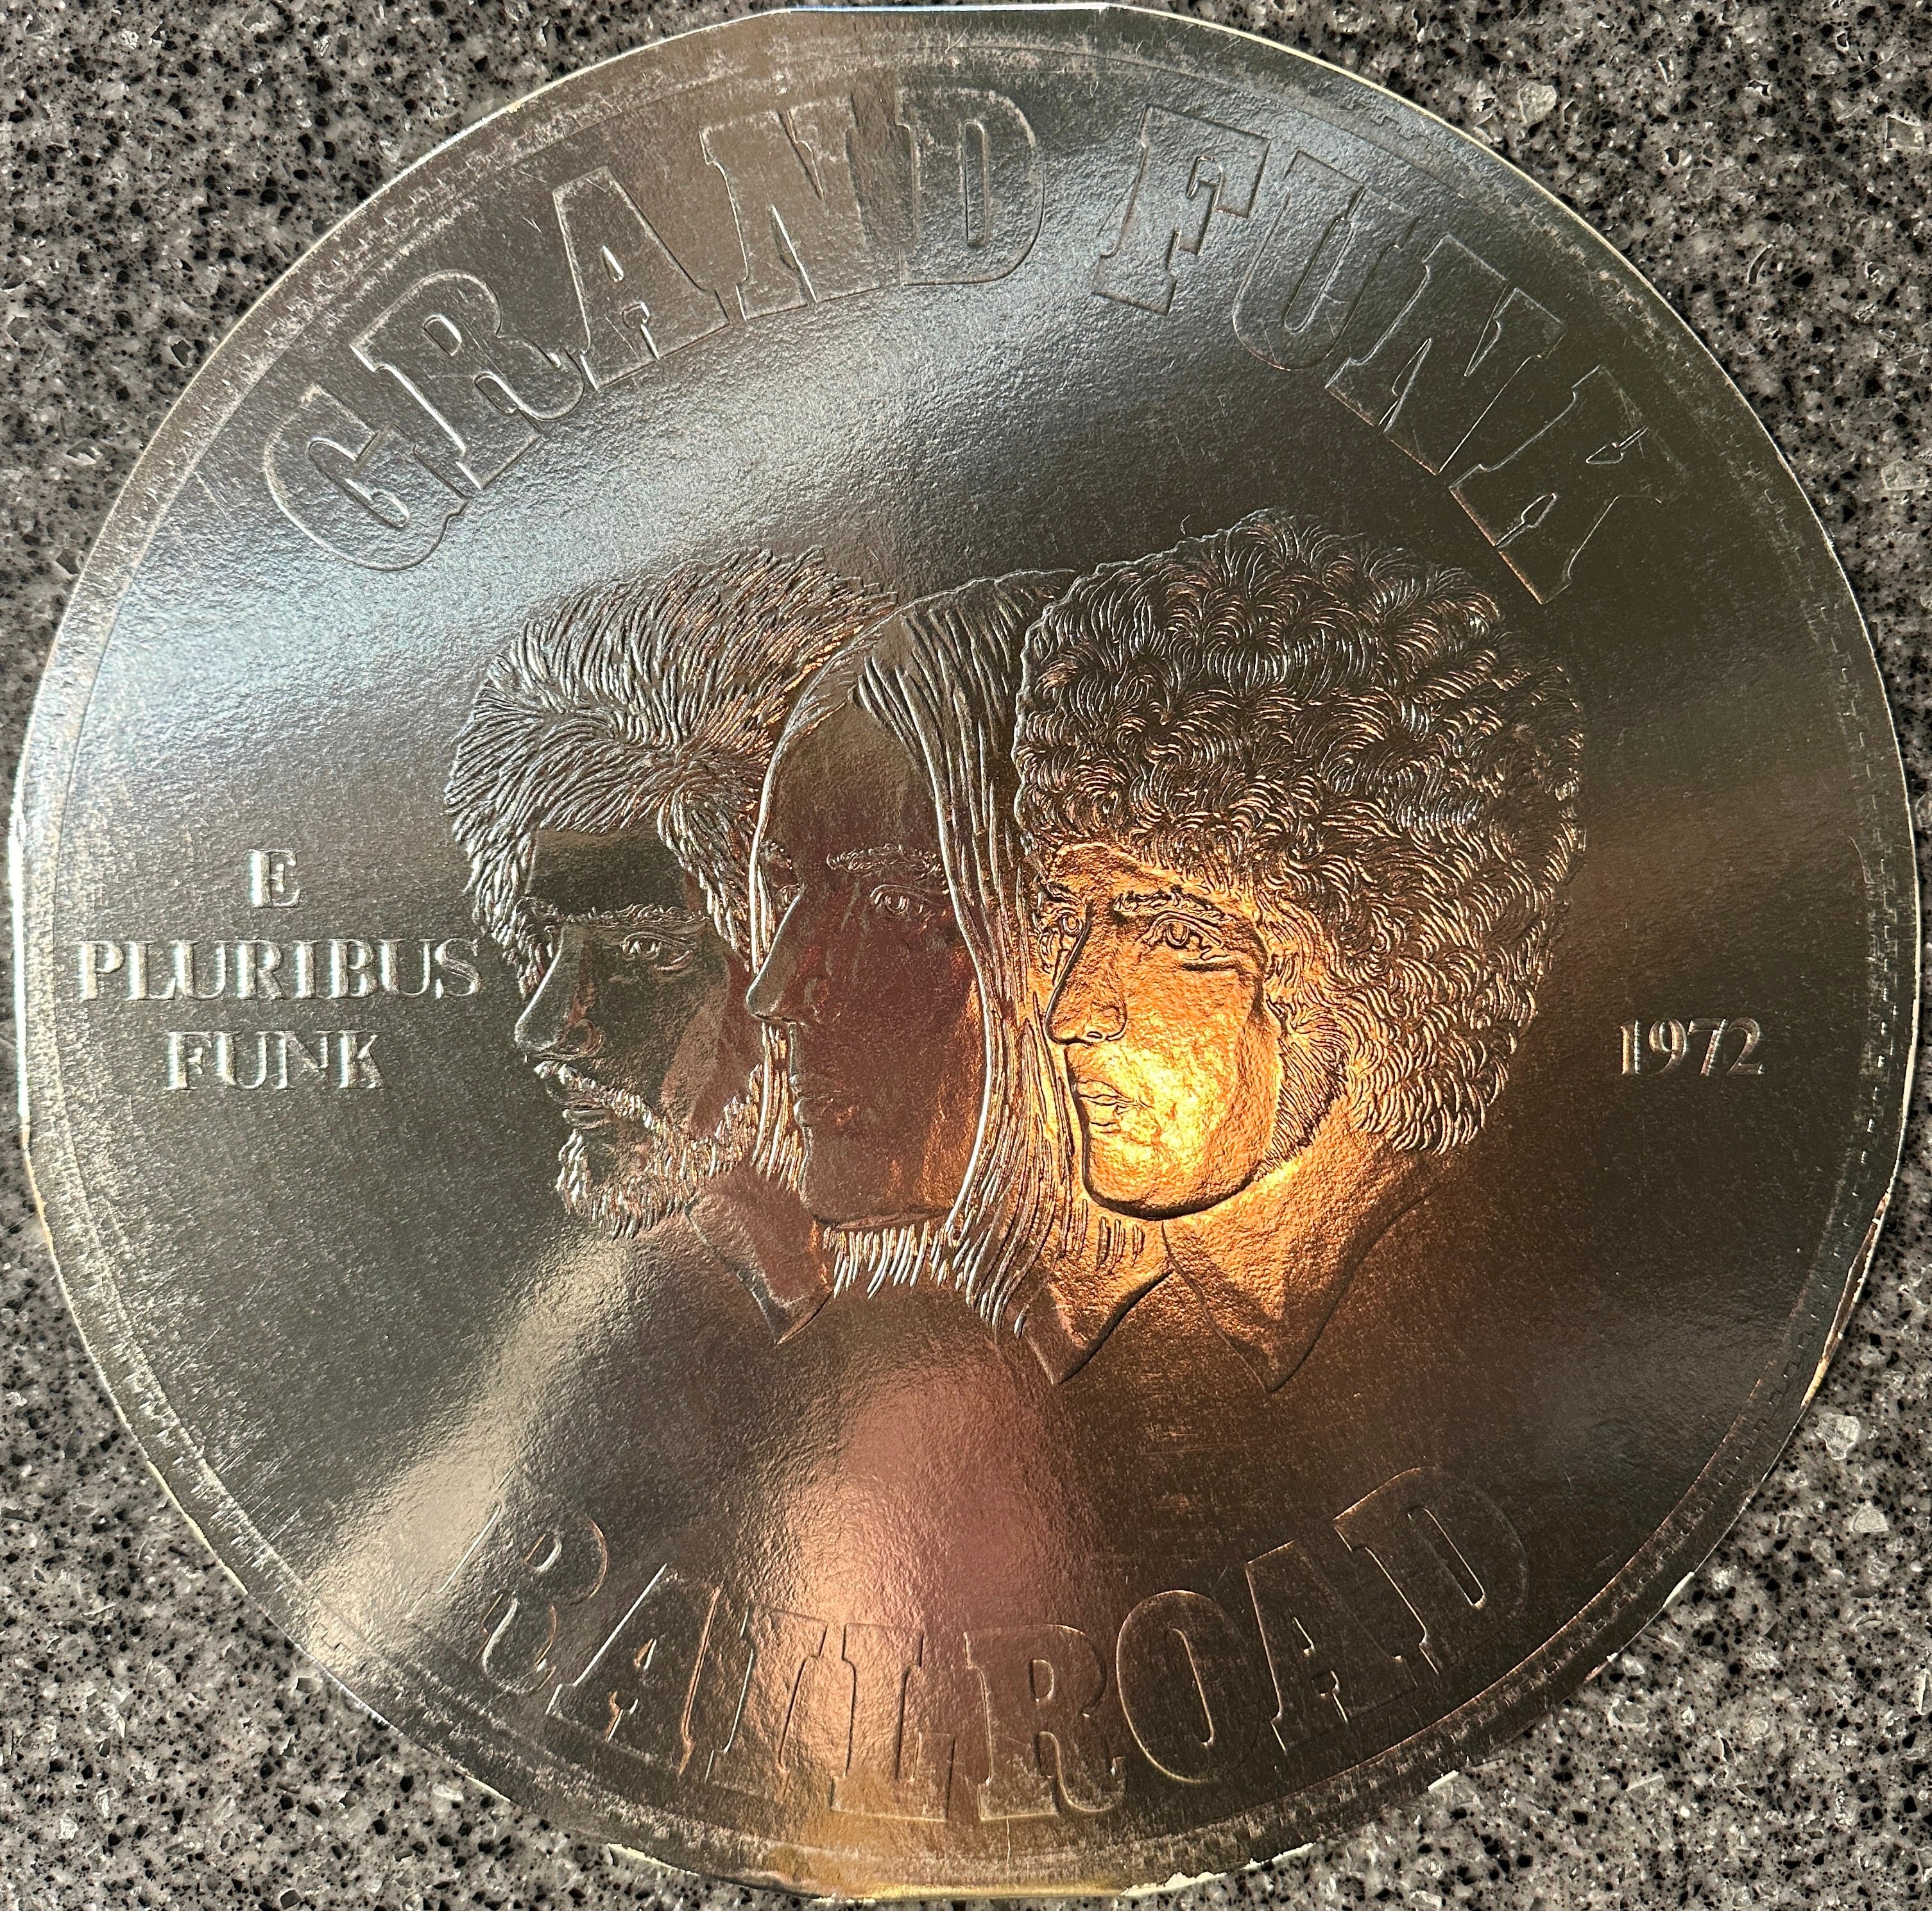 GRAND FUNK
E
PLURIBUS
FUNK
1972
RAILROAD